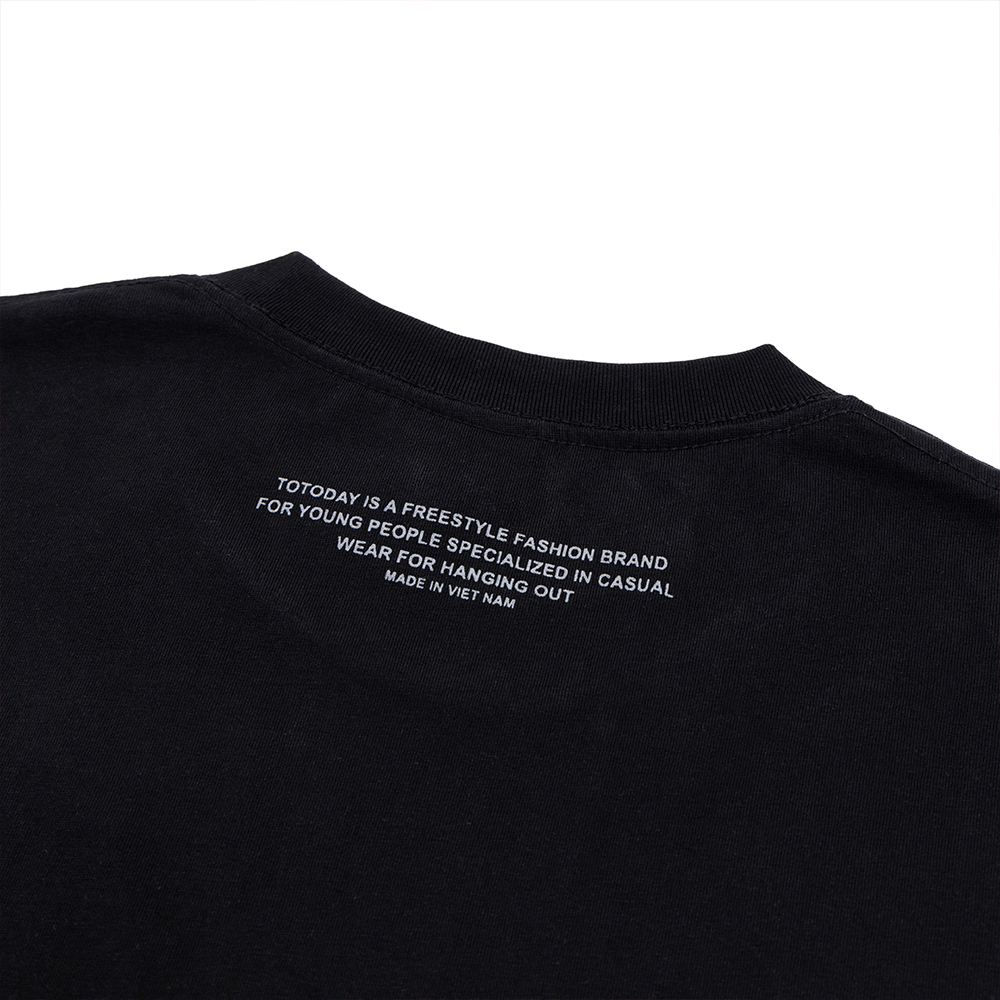 TOTODAY IS A FREESTYLE FASHION BRAND
FOR YOUNG PEOPLE SPECIALIZED IN CASUAL
WEAR FOR HANGING OUT
MADE IN VIET NAM